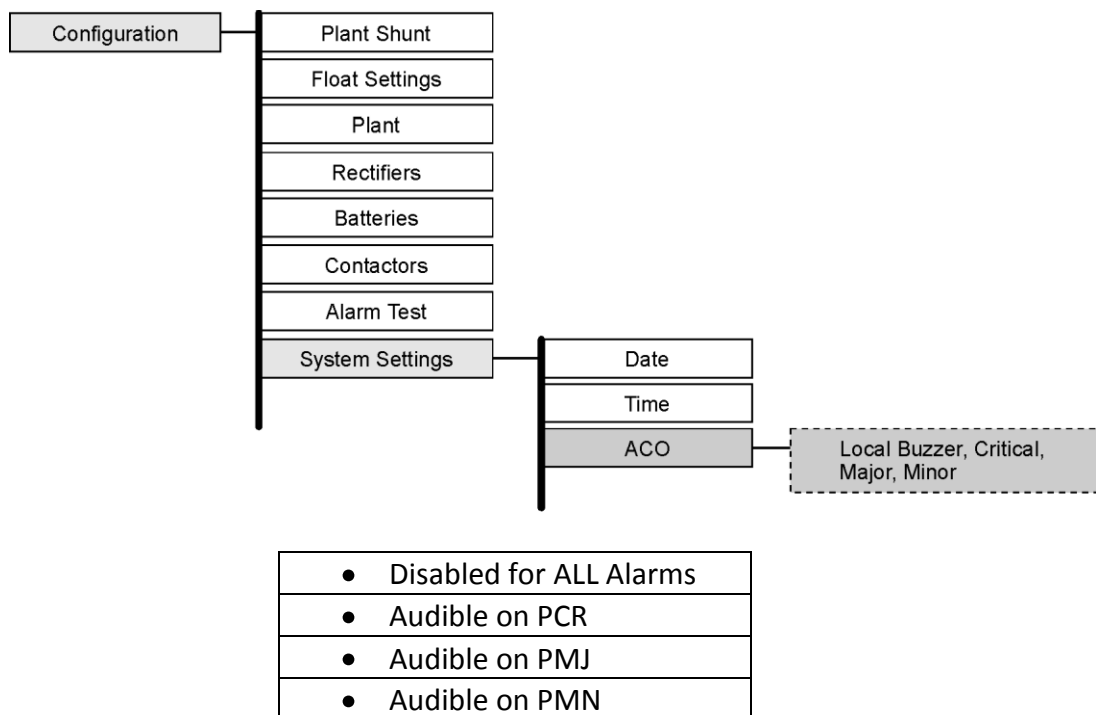 Configuration
Plant Shunt
Float Settings
Plant
Rectifiers
Batteries
Contactors
Alarm Test
System Settings
Date
Time
ACO
Local Buzzer, Critical,
Major, Minor
• Disabled for ALL Alarms
• Audible on PCR
• Audible on PMJ
• Audible on PMN